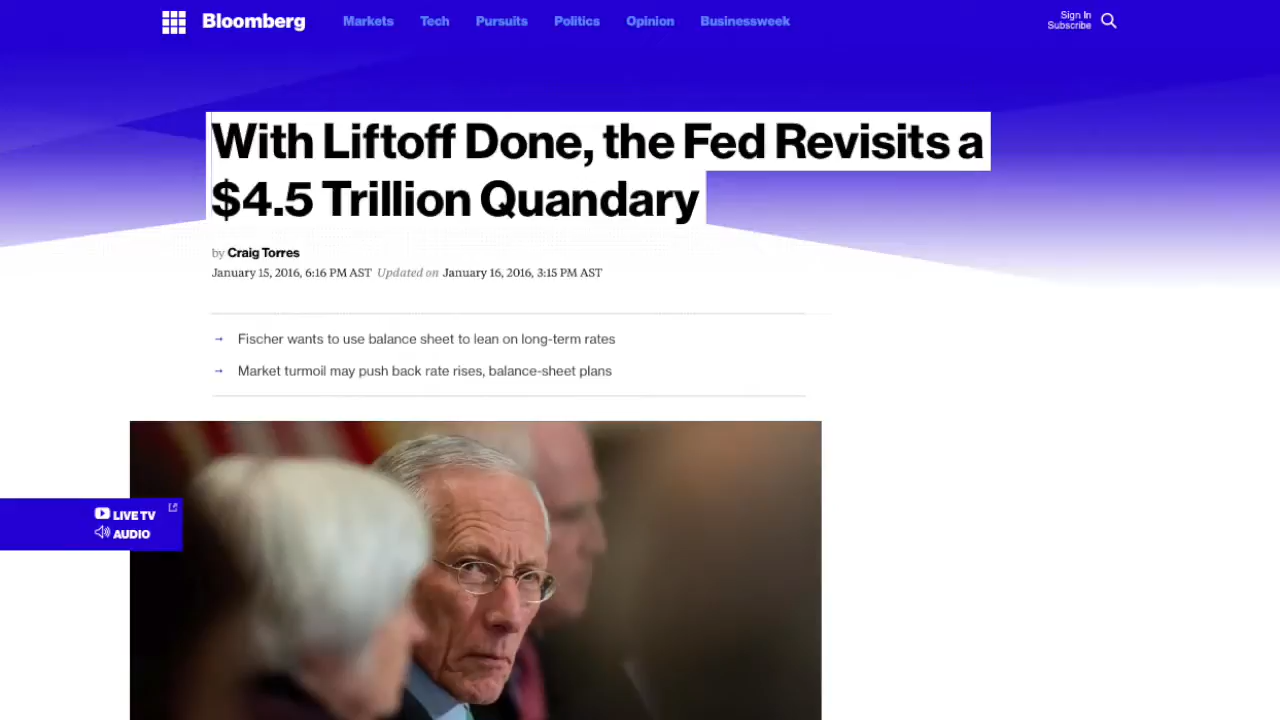 Bloomberg Markets Tech Pursuits Politics Opinion Businessweek Sign In
Subscribe
With Liftoff Done, the Fed Revisits a
$4.5 Trillion Quandary
by Craig Torres
January 15, 2016, 6:16 PM AST Updated on January 16, 2016, 3:15 PM AST
→ Fischer wants to use balance sheet to lean on long-term rates
→ Market turmoil may push back rate rises, balance-sheet plans
LIVE TV
AUDIO